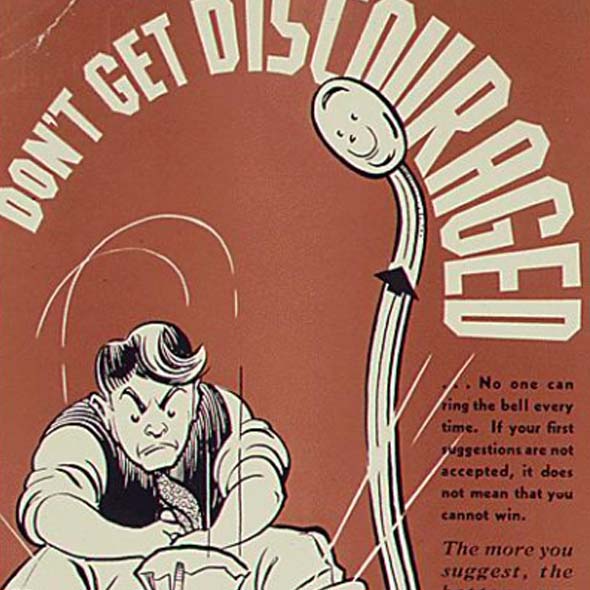 DON'T GET DISCOURAGED
. . . No one can
ring the bell every
time. If your first
suggestions are not
accepted, it does
not mean that you
cannot win.
The more you
suggest, the